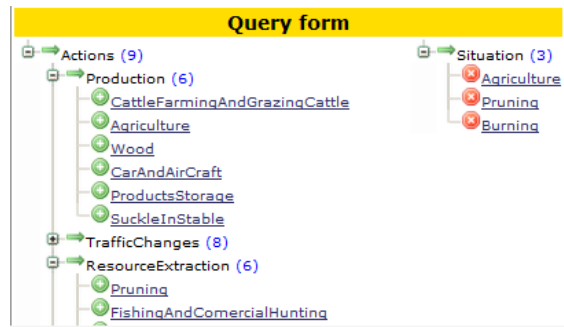 Query form
Actions (9)
Production (6)
CattleFarmingAndGrazingCattle
Agriculture
Wood
CarAndAirCraft
ProductsStorage
SuckleInStable
TrafficChanges (8)
ResourceExtraction (6)
Pruning
FishingAndComercialHunting
Situation (3)
Agriculture
Pruning
Burning